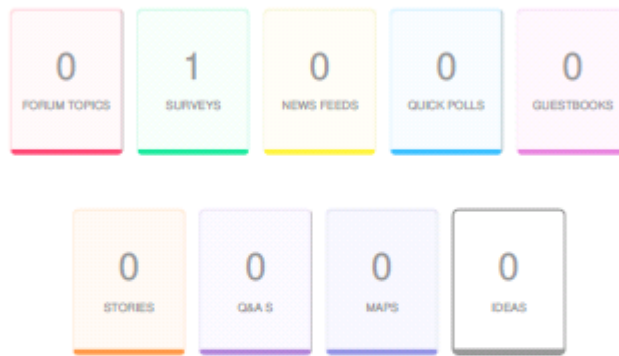 0 1 0 0 0
FORUM TOPICS SURVEYS NEWS FEEDS QUICK POLLS GUESTBOOKS
0 0 0 0
STORIES Q&A S MAPS IDEAS